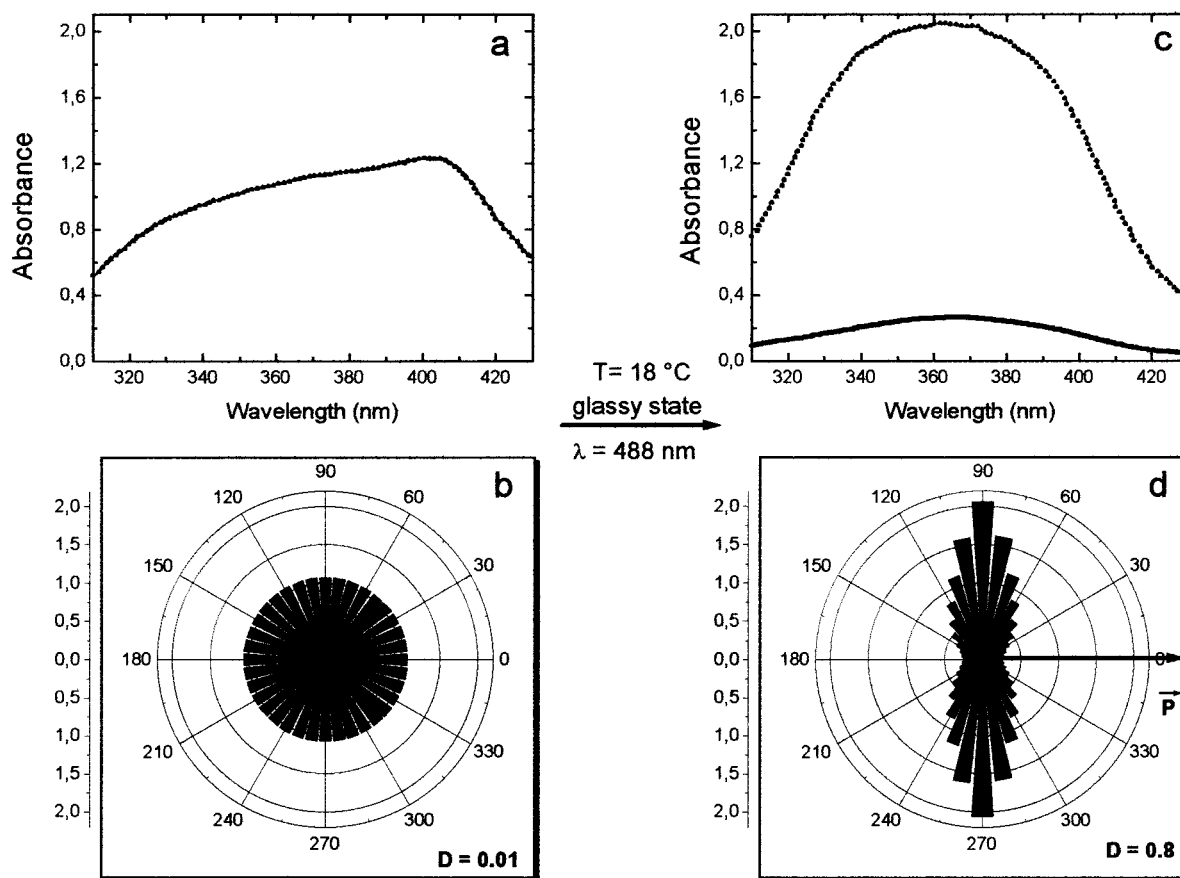 a
2,0
1,6
1,2
0,8
0,4
0,0
Absorbance
320 340 360 380 400 420
Wavelength (nm)
c
2,0
1,6
1,2
0,8
0,4
0,0
Absorbance
320 340 360 380 400 420
Wavelength (nm)
T= 18 °C
glassy state
λ = 488 nm
b
2,0
1,5
1,0
0,5
0,0
0,5
1,0
1,5
2,0
90
120 60
150 30
180 0
210 330
240 300
270
D = 0.01
d
2,0
1,5
1,0
0,5
0,0
0,5
1,0
1,5
2,0
90
120 60
150 30
180 0
P
210 330
240 300
270
D = 0.8